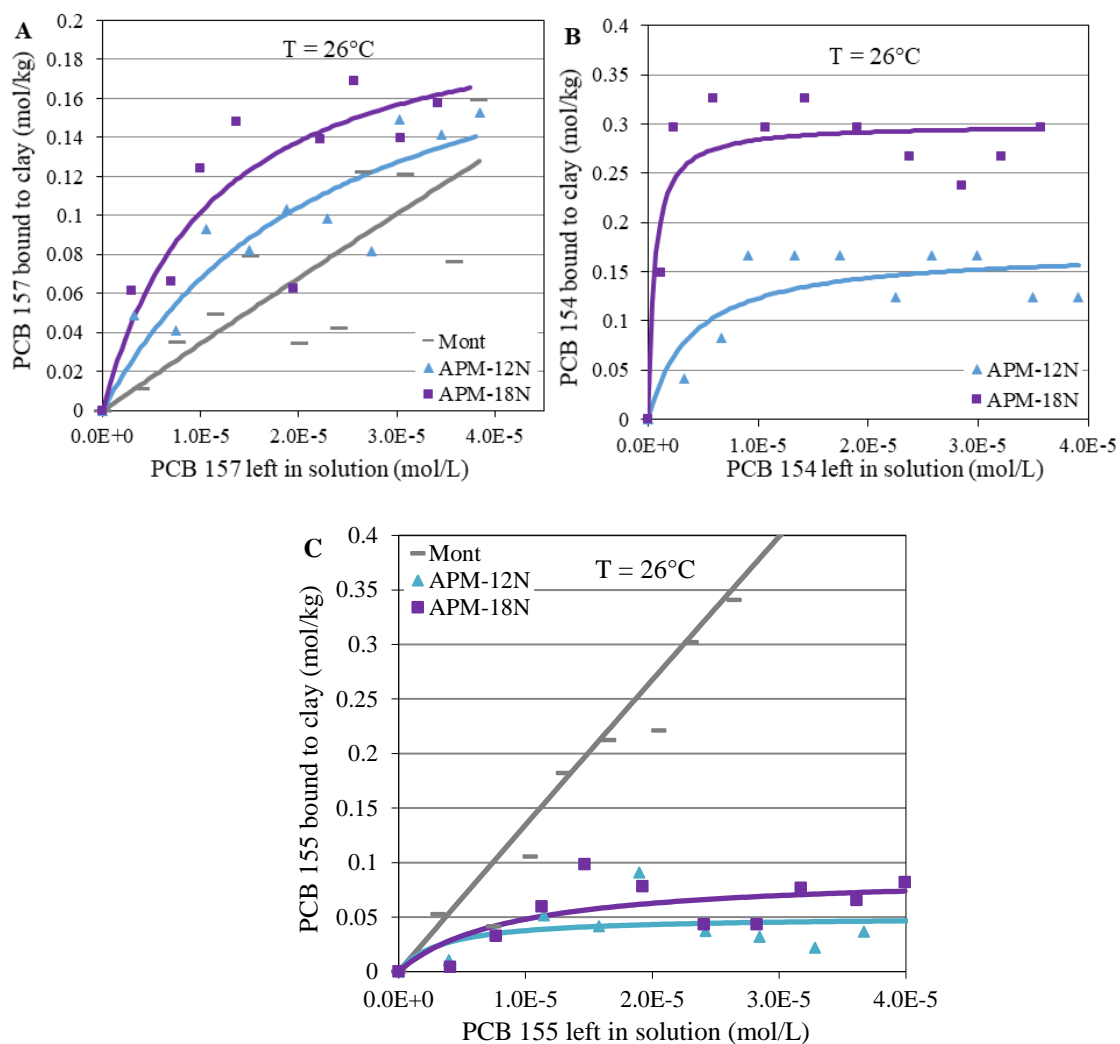 A
T = 26°C
PCB 157 bound to clay (mol/kg)
0.2
0.18
0.16
0.14
0.12
0.1
0.08
0.06
0.04
0.02
0
Mont
APM-12N
APM-18N
0.0E+0
1.0E-5
2.0E-5
3.0E-5
4.0E-5
PCB 157 left in solution (mol/L)
B
T = 26°C
PCB 154 bound to clay (mol/kg)
0.4
0.35
0.3
0.25
0.2
0.15
0.1
0.05
0
APM-12N
APM-18N
0.0E+0
1.0E-5
2.0E-5
3.0E-5
4.0E-5
PCB 154 left in solution (mol/L)
C
T = 26°C
PCB 155 bound to clay (mol/kg)
0.4
0.35
0.3
0.25
0.2
0.15
0.1
0.05
0
Mont
APM-12N
APM-18N
0.0E+0
1.0E-5
2.0E-5
3.0E-5
4.0E-5
PCB 155 left in solution (mol/L)